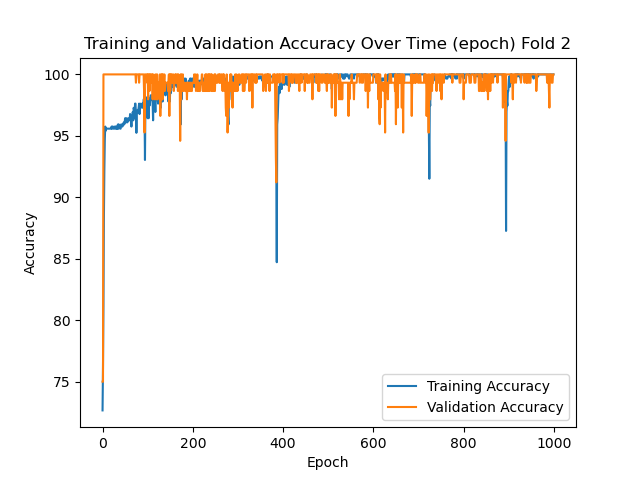 Training and Validation Accuracy Over Time (epoch) Fold 2
100
95
90
85
80
75
Accuracy
0
200
400
600
800
1000
Epoch
Training Accuracy
Validation Accuracy